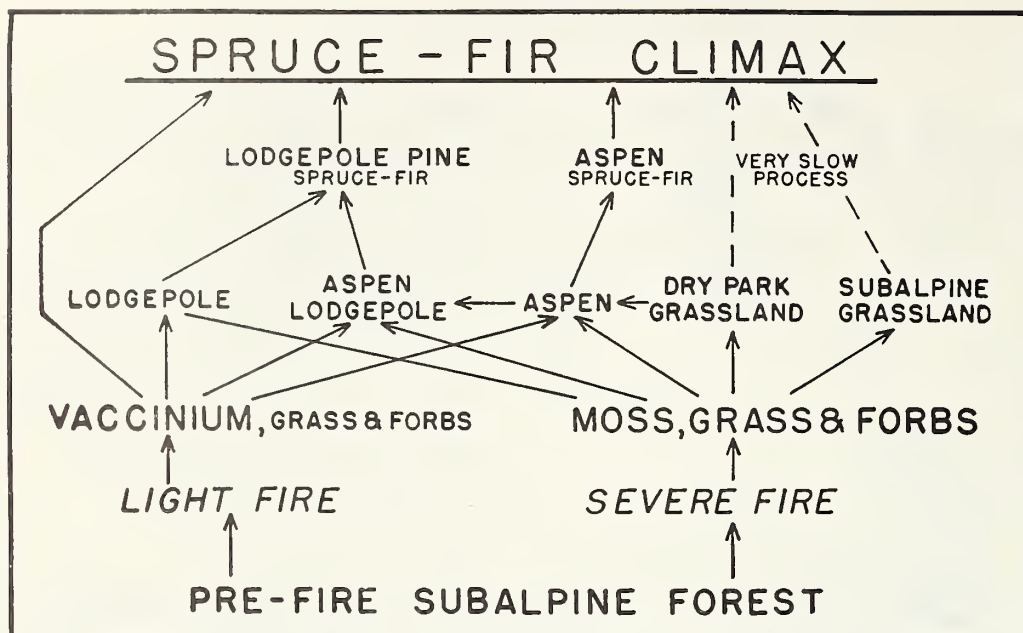 SPRUCE - FIR CLIMAX
LODGEPOLE PINE
SPRUCE-FIR
ASPEN
SPRUCE-FIR
VERY SLOW
PROCESS
LODGEPOLE
ASPEN
LODGEPOLE
ASPEN
DRY PARK
GRASSLAND
SUBALPINE
GRASSLAND
VACCINIUM, GRASS & FORBS
MOSS, GRASS & FORBS
LIGHT FIRE
SEVERE FIRE
PRE-FIRE SUBALPINE FOREST